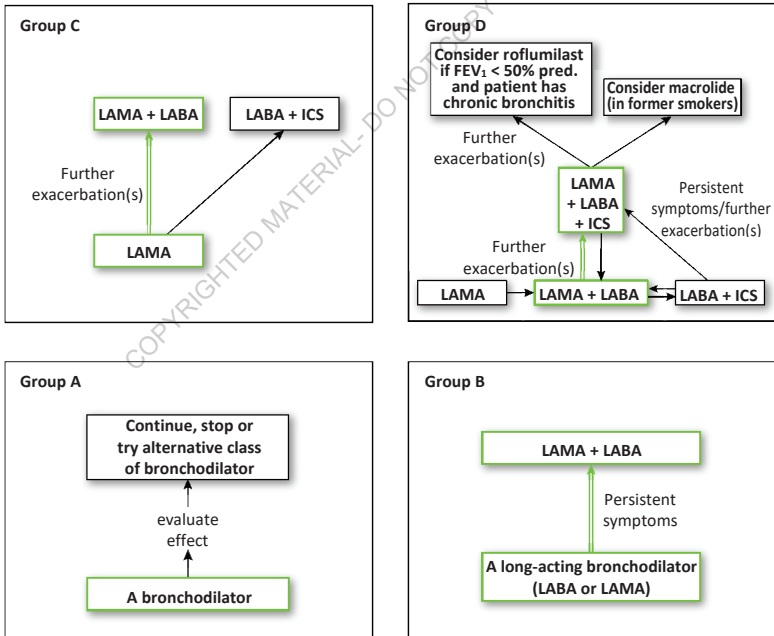 Group C
LAMA + LABA
LABA + ICS
Further
exacerbation(s)
LAMA
Group D
Consider roflumilast
if FEV₁ < 50% pred.
and patient has
chronic bronchitis
Consider macrolide
(in former smokers)
Further
exacerbation(s)
LAMA
+ LABA
+ ICS
Persistent
symptoms/further
exacerbation(s)
Further
exacerbation(s)
LAMA
LAMA + LABA
LABA + ICS
COPYRIGHTED MATERIAL- DO NOT COPY
Group A
Continue, stop or
try alternative class
of bronchodilator
evaluate
effect
A bronchodilator
Group B
LAMA + LABA
Persistent
symptoms
A long-acting bronchodilator
(LABA or LAMA)